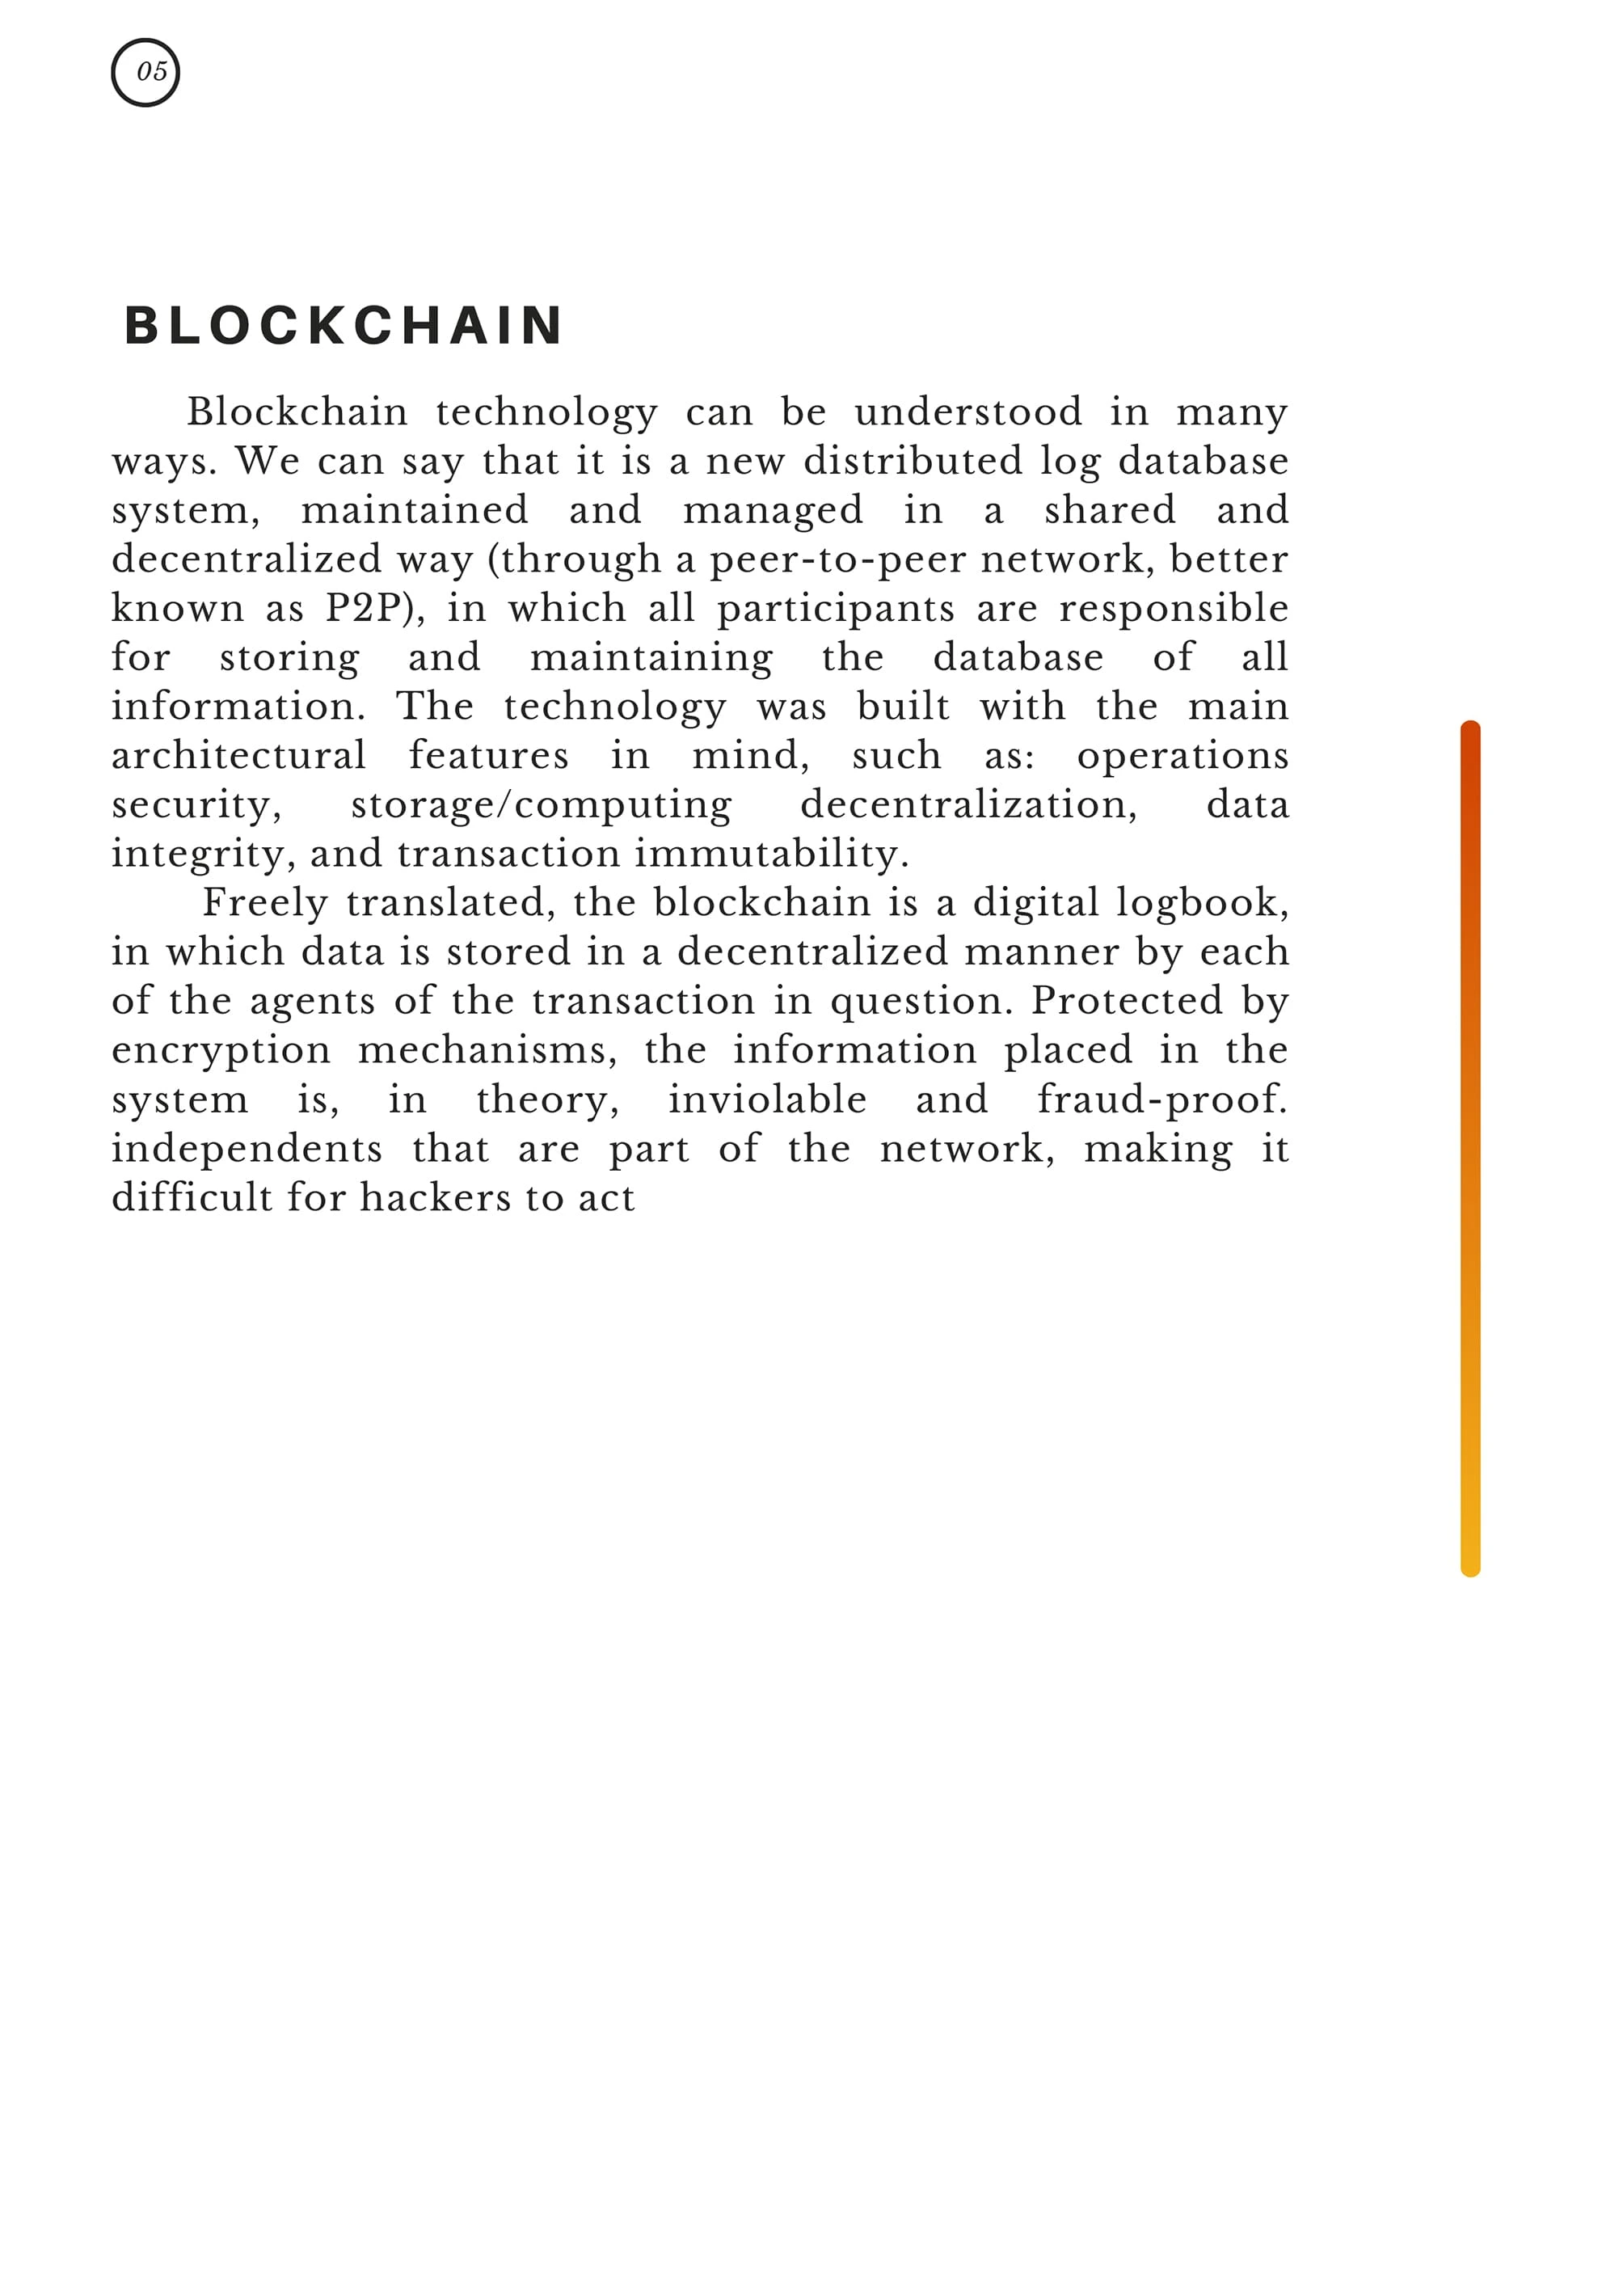 05
BLOCKCHAIN
Blockchain technology can be understood in many
ways. We can say that it is a new distributed log database
system, maintained and managed in a shared and
decentralized way (through a peer-to-peer network, better
known as P2P), in which all participants are responsible
for storing and maintaining the database of all
information. The technology was built with the main
architectural features in mind, such as: operations
security, storage/computing decentralization, data
integrity, and transaction immutability.
Freely translated, the blockchain is a digital logbook,
in which data is stored in a decentralized manner by each
of the agents of the transaction in question. Protected by
encryption mechanisms, the information placed in the
system is, in theory, inviolable and fraud-proof.
independents that are part of the network, making it
difficult for hackers to act